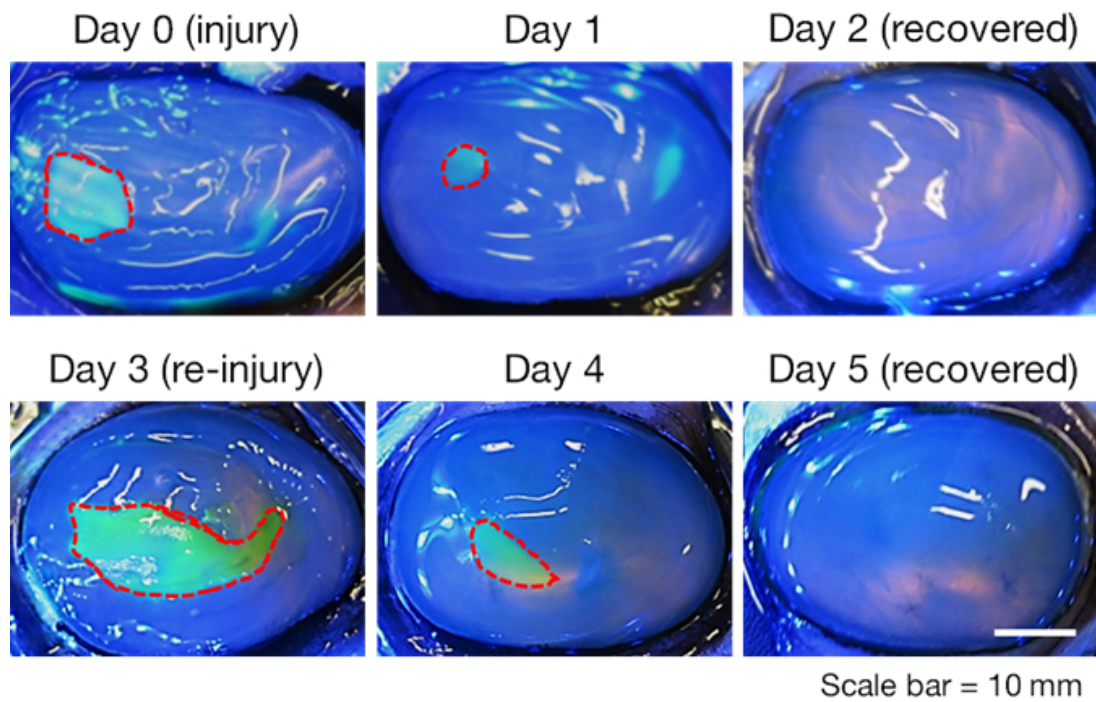 Day 0 (injury)
Day 1
Day 2 (recovered)
Day 3 (re-injury)
Day 4
Day 5 (recovered)
Scale bar = 10 mm